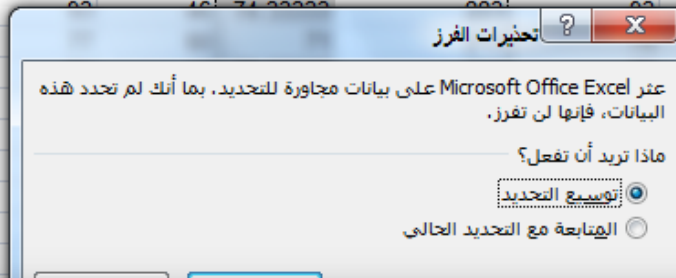 تحذيرات الفرز
عثر Microsoft Office Excel على بيانات مجاورة للتحديد. بما أنك لم تحدد هذه
البيانات، فإنها لن تفرز.
ماذا تريد أن تفعل؟
توسيع التحديد
المتابعة مع التحديد الحالي